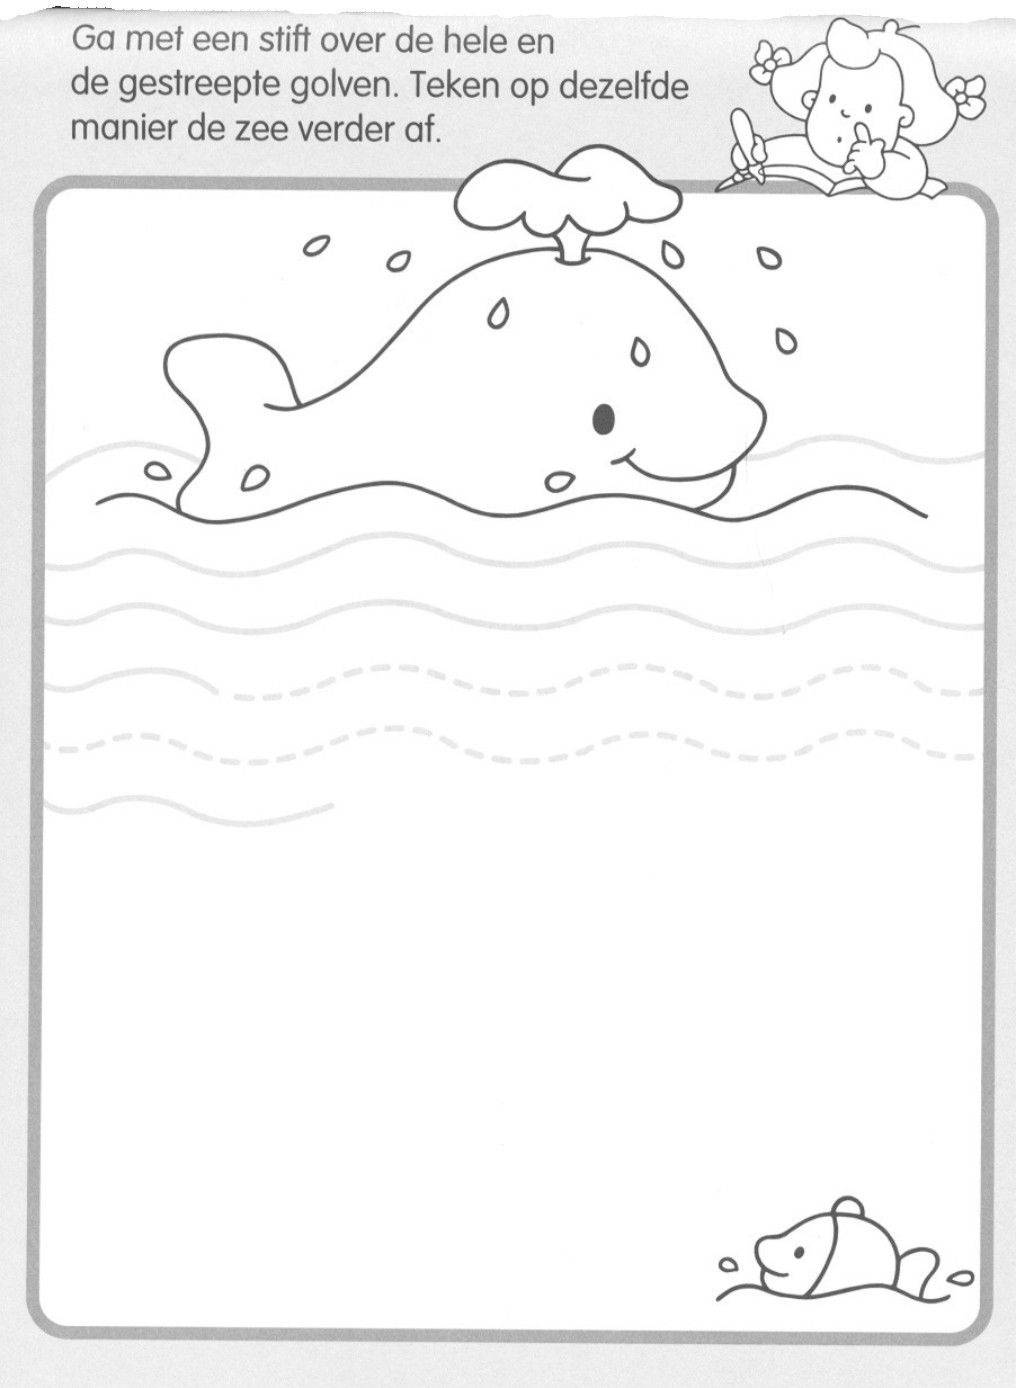 Ga met een stift over de hele en
de gestreepte golven. Teken op dezelfde
manier de zee verder af.